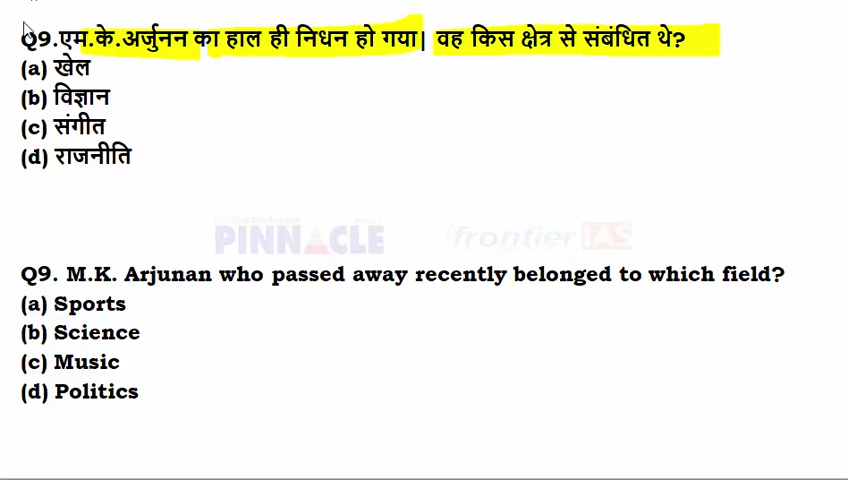 Q9.एम.के.अर्जुनन का हाल ही निधन हो गया| वह किस क्षेत्र से संबंधित थे?
(a) खेल
(b) विज्ञान
(c) संगीत
(d) राजनीति
PINNACLE frontier IAS
Q9. M.K. Arjunan who passed away recently belonged to which field?
(a) Sports
(b) Science
(c) Music
(d) Politics